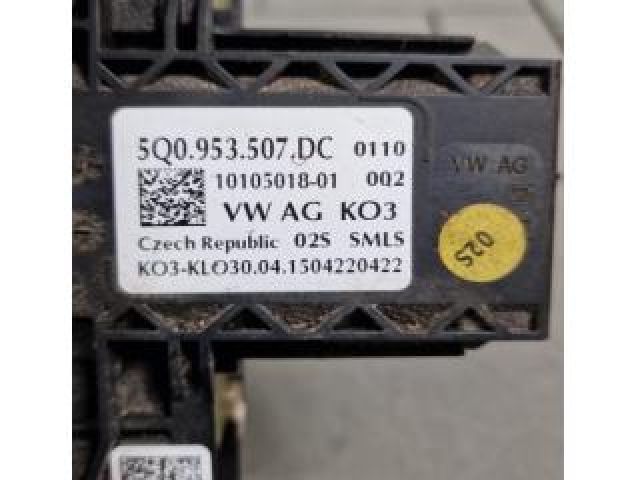 5Q0.953.507.DC 0110
10105018-01 002
VW AG KO3
Czech Republic 02S SMLS
KO3-KLO30.04.1504220422
VW AG
02S